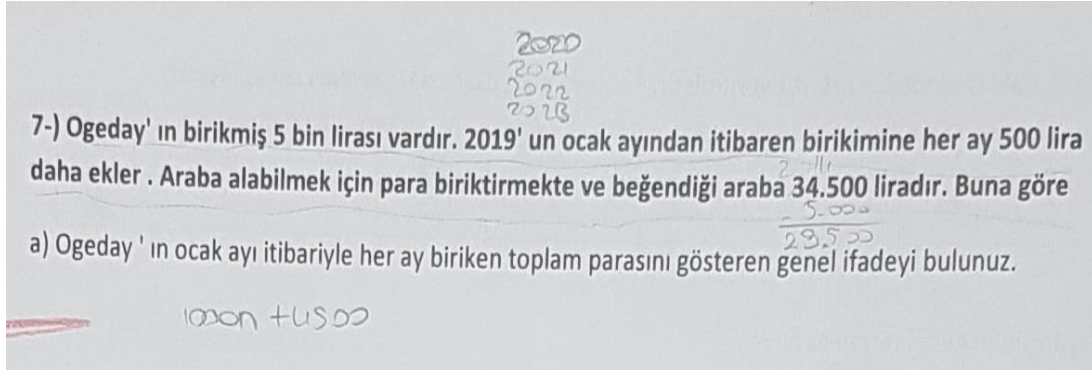 2020
2021
2022
2023
7-) Ogeday' ın birikmiş 5 bin lirası vardır. 2019' un ocak ayından itibaren birikimine her ay 500 lira
daha ekler . Araba alabilmek için para biriktirmekte ve beğendiği araba 34.500 liradır. Buna göre
- 5.000
29.500
a) Ogeday ' ın ocak ayı itibariyle her ay biriken toplam parasını gösteren genel ifadeyi bulunuz.
1000n +4500